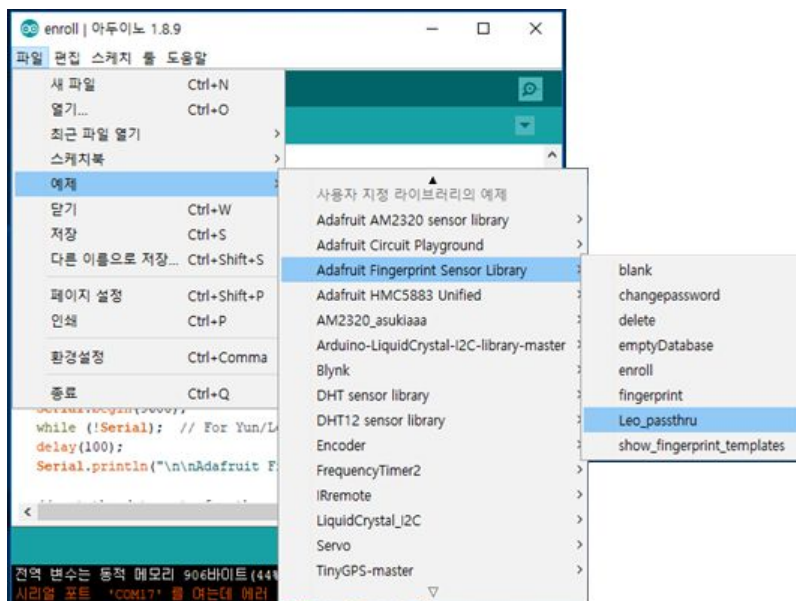 enroll | 아두이노 1.8.9
파일 편집 스케치 툴 도움말
새 파일 Ctrl+N
열기... Ctrl+O
최근 파일 열기
스케치북
예제
닫기 Ctrl+W
저장 Ctrl+S
다른 이름으로 저장... Ctrl+Shift+S
페이지 설정 Ctrl+Shift+P
인쇄 Ctrl+P
환경설정 Ctrl+Comma
종료 Ctrl+Q
사용자 지정 라이브러리의 예제
Adafruit AM2320 sensor library
Adafruit Circuit Playground
Adafruit Fingerprint Sensor Library
Adafruit HMC5883 Unified
AM2320_asukiaaa
Arduino-LiquidCrystal-I2C-library-master
Blynk
DHT sensor library
DHT12 sensor library
Encoder
FrequencyTimer2
IRremote
LiquidCrystal_I2C
Servo
TinyGPS-master
blank
changepassword
delete
emptyDatabase
enroll
fingerprint
Leo_passthru
show_fingerprint_templates
Serial.begin(9600);
while (!Serial); // For Yun/Le
delay(100);
Serial.println("\n\nAdafruit F
전역 변수는 동적 메모리 906바이트(44%
시리얼 포트 'COM17' 를 여는데 에러